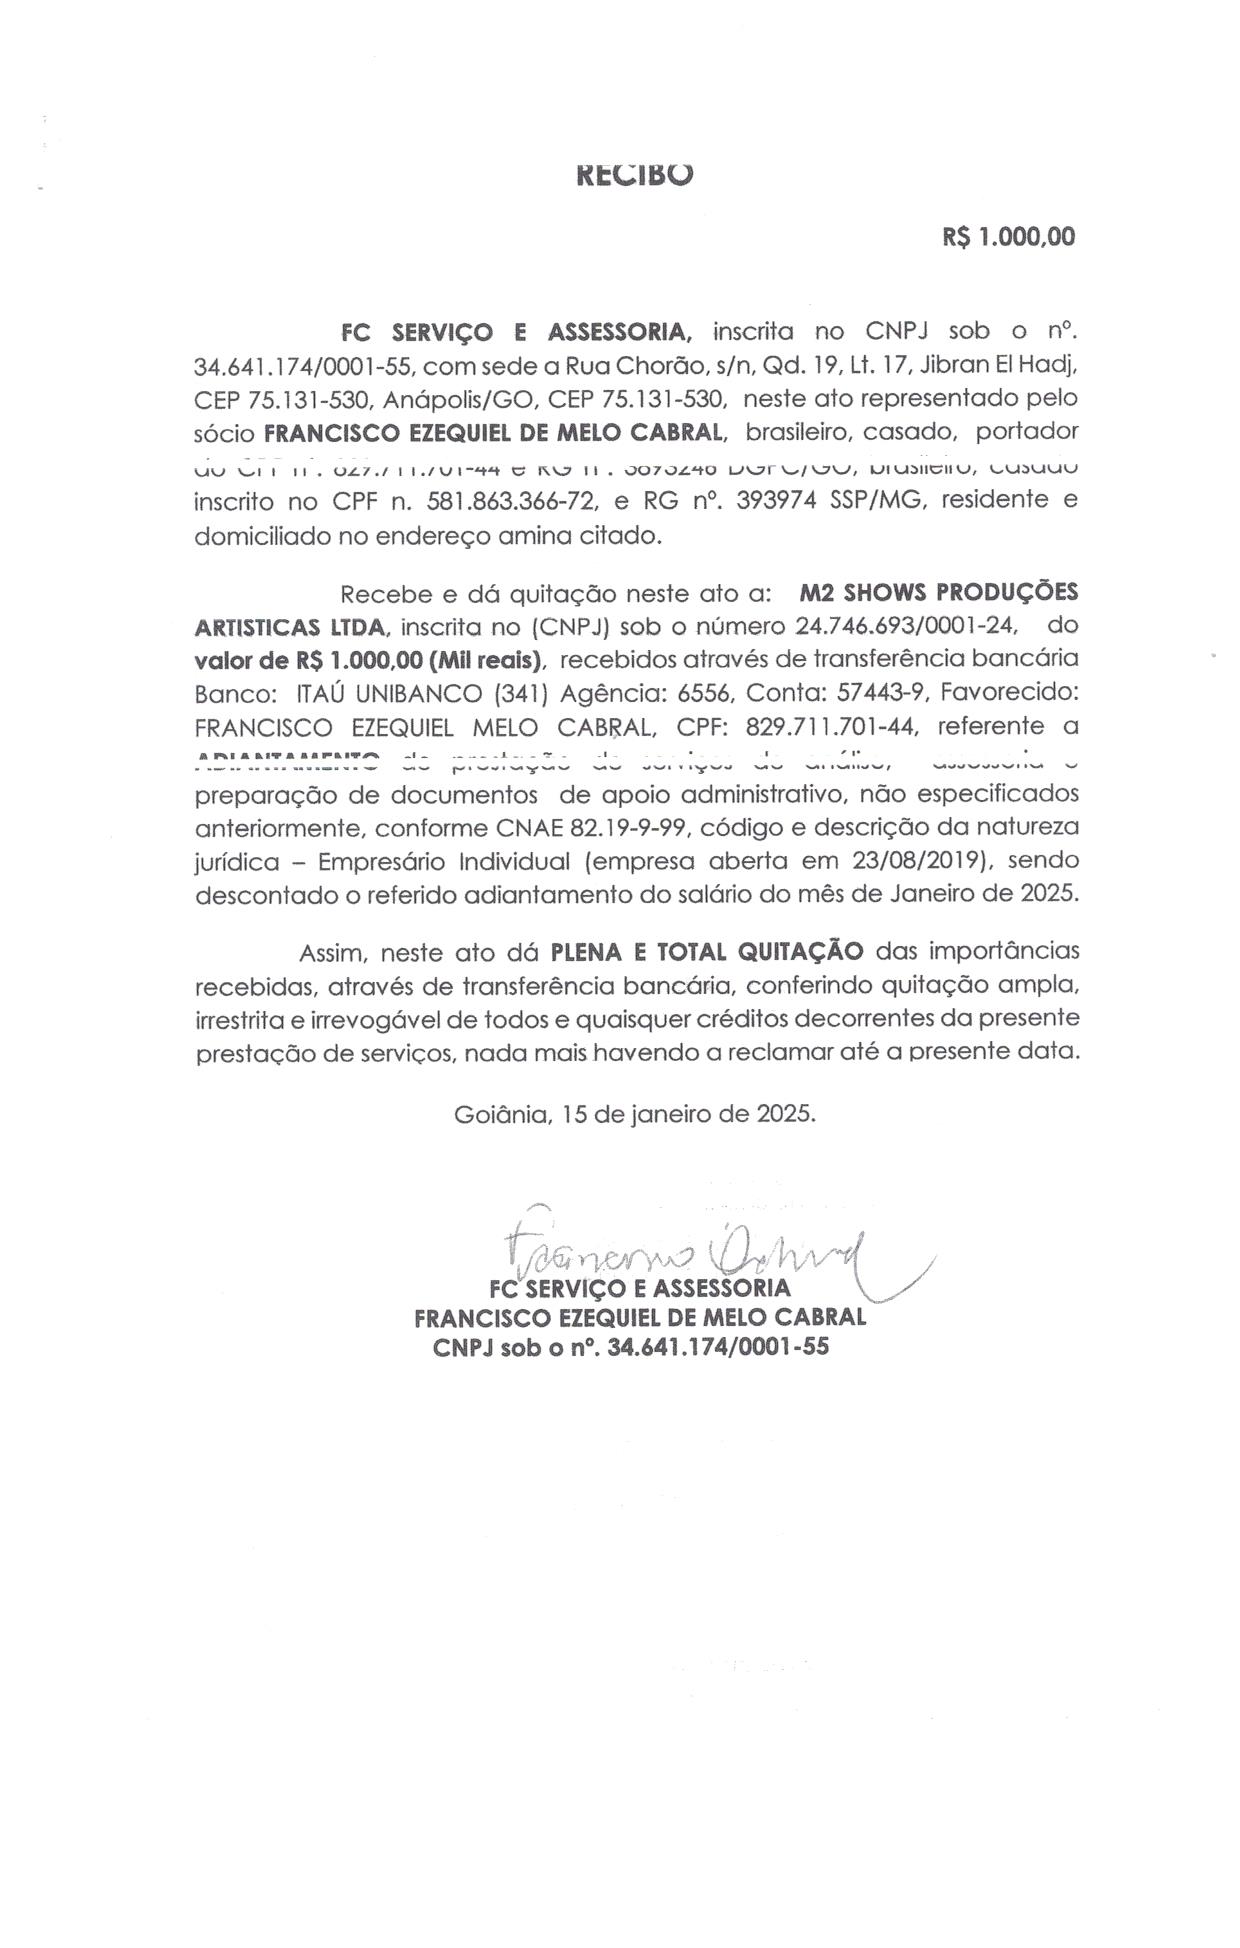 RECIBO
R$ 1.000,00
FC SERVIÇO E ASSESSORIA, inscrita no CNPJ sob o nº.
34.641.174/0001-55, com sede a Rua Chorão, s/n, Qd. 19, Lt. 17, Jibran El Hadj,
CEP 75.131-530, Anápolis/GO, CEP 75.131-530, neste ato representado pelo
sócio FRANCISCO EZEQUIEL DE MELO CABRAL, brasileiro, casado, portador
do CPF nº. e RG nº. DGPC/GO, brasileiro, casado
inscrito no CPF n. 581.863.366-72, e RG nº. 393974 SSP/MG, residente e
domiciliado no endereço amina citado.
Recebe e dá quitação neste ato a: M2 SHOWS PRODUÇÕES
ARTISTICAS LTDA, inscrita no (CNPJ) sob o número 24.746.693/0001-24, do
valor de R$ 1.000,00 (Mil reais), recebidos através de transferência bancária
Banco: ITAÚ UNIBANCO (341) Agência: 6556, Conta: 57443-9, Favorecido:
FRANCISCO EZEQUIEL MELO CABRAL, CPF: 829.711.701-44, referente a
ADIANTAMENTO de prestação de serviços de análise, assessoria e
preparação de documentos de apoio administrativo, não especificados
anteriormente, conforme CNAE 82.19-9-99, código e descrição da natureza
jurídica – Empresário Individual (empresa aberta em 23/08/2019), sendo
descontado o referido adiantamento do salário do mês de Janeiro de 2025.
Assim, neste ato dá PLENA E TOTAL QUITAÇÃO das importâncias
recebidas, através de transferência bancária, conferindo quitação ampla,
irrestrita e irrevogável de todos e quaisquer créditos decorrentes da presente
prestação de serviços, nada mais havendo a reclamar até a presente data.
Goiânia, 15 de janeiro de 2025.
FC SERVIÇO E ASSESSORIA
FRANCISCO EZEQUIEL DE MELO CABRAL
CNPJ sob o nº. 34.641.174/0001-55